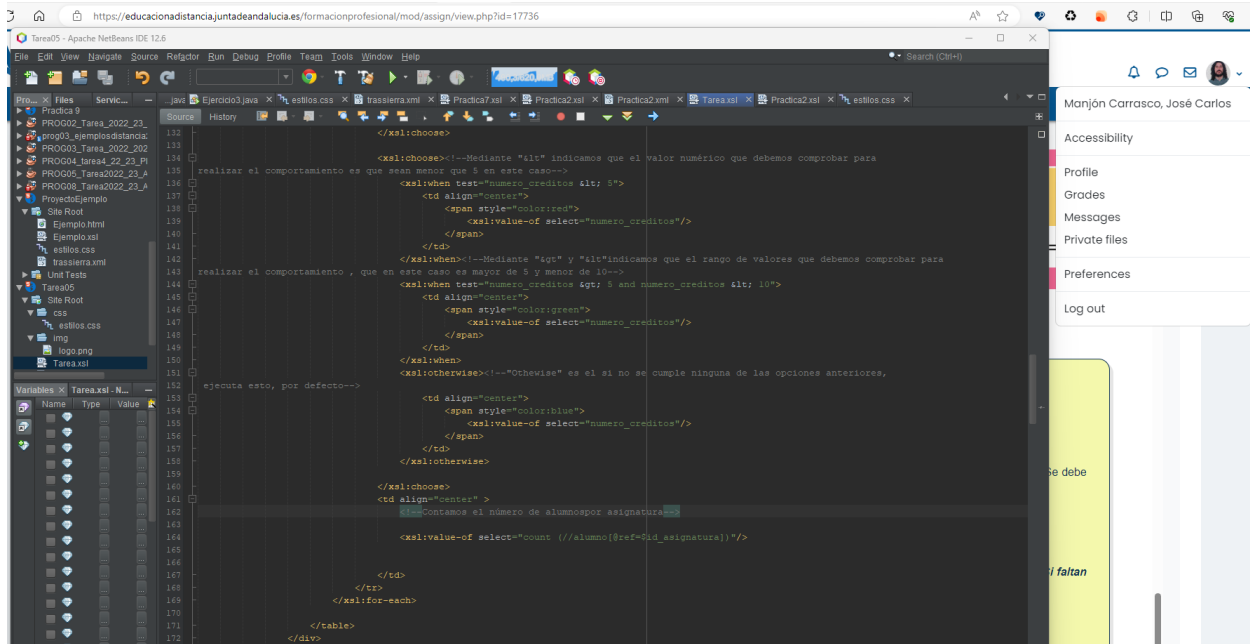 https://educacionadistancia.juntadeandalucia.es/formacionprofesional/mod/assign/view.php?id=17736
Tarea05 - Apache NetBeans IDE 12.6
File Edit View Navigate Source Refactor Run Debug Profile Team Tools Window Help
Search (Ctrl+I)
Pro... Files Servic...
...java Ejercicio3.java estilos.css trassierra.xml Practica7.xsl Practica2.xsl Practica2.xml Tarea.xsl Practica2.xsl estilos.css
Source History
Practica 9
PROG02_Tarea_2022_23_
prog03_ejemplosdistancia:
PROG03_Tarea_2022_202
PROG04_tarea4_22_23_Pl
PROG05_Tarea2022_23_A
PROG08_Tarea2022_23_A
ProyectoEjemplo
Site Root
Ejemplo.html
Ejemplo.xsl
estilos.css
trassierra.xml
Unit Tests
Tarea05
Site Root
css
estilos.css
img
logo.png
Tarea.xsl
Variables Tarea.xsl - N...
Name Type Value
132 </xsl:choose>
133
134 <xsl:choose><!--Mediante "&lt" indicamos que el valor numérico que debemos comprobar para
135 realizar el comportamiento es que sean menor que 5 en este caso-->
136 <xsl:when test="numero_creditos &lt; 5">
137 <td align="center">
138 <span style="color:red">
139 <xsl:value-of select="numero_creditos"/>
140 </span>
141 </td>
142 </xsl:when><!--Mediante "&gt" y "&lt"indicamos que el rango de valores que debemos comprobar para
143 realizar el comportamiento , que en este caso es mayor de 5 y menor de 10-->
144 <xsl:when test="numero_creditos &gt; 5 and numero_creditos &lt; 10">
145 <td align="center">
146 <span style="color:green">
147 <xsl:value-of select="numero_creditos"/>
148 </span>
149 </td>
150 </xsl:when>
151 <xsl:otherwise><!--"Othewise" es el si no se cumple ninguna de las opciones anteriores,
152 ejecuta esto, por defecto-->
153 <td align="center">
154 <span style="color:blue">
155 <xsl:value-of select="numero_creditos"/>
156 </span>
157 </td>
158 </xsl:otherwise>
159
160 </xsl:choose>
161 <td align="center" >
162 <!--Contamos el número de alumnospor asignatura-->
163
164 <xsl:value-of select="count (//alumno[@ref=$id_asignatura])"/>
165
166
167 </td>
168 </tr>
169 </xsl:for-each>
170
171 </table>
172 </div>
Manjón Carrasco, José Carlos
Accessibility
Profile
Grades
Messages
Private files
Preferences
Log out
Se debe
faltan